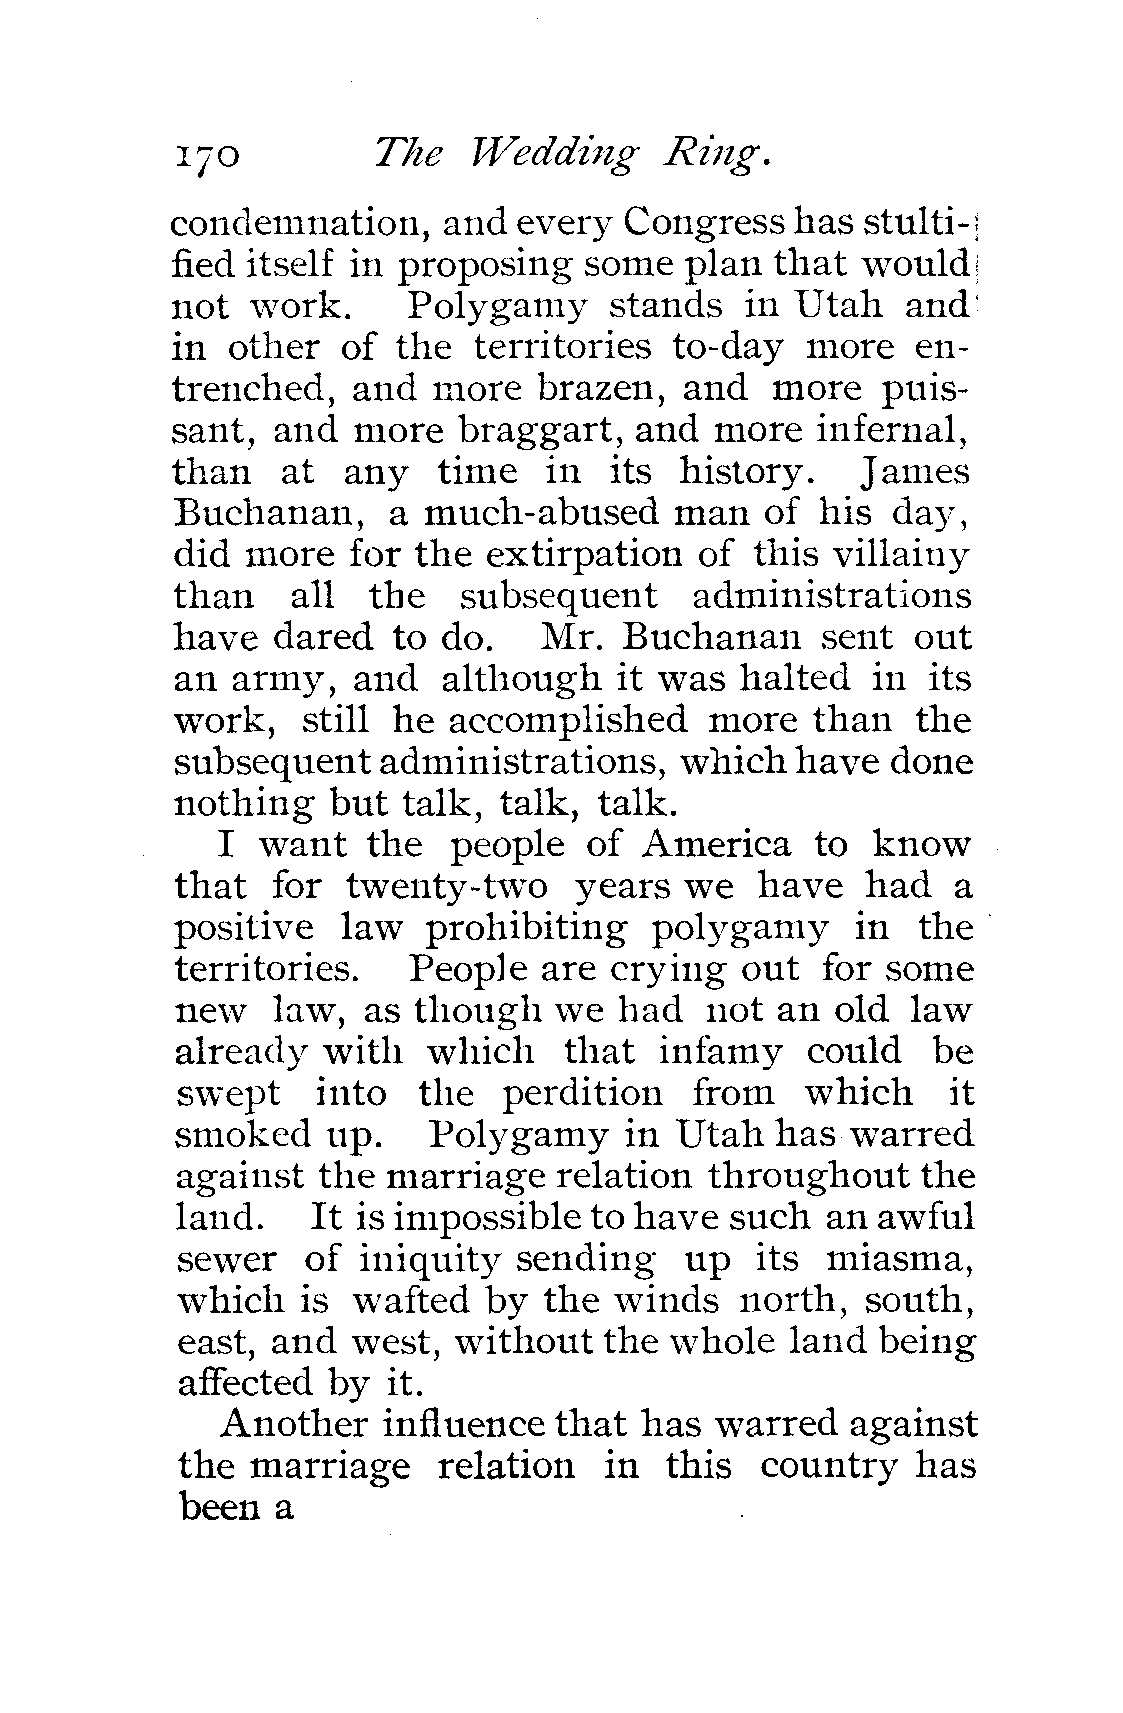 170 The Wedding Ring.
condemnation, and every Congress has stulti-
fied itself in proposing some plan that would
not work. Polygamy stands in Utah and
in other of the territories to-day more en-
trenched, and more brazen, and more puis-
sant, and more braggart, and more infernal,
than at any time in its history. James
Buchanan, a much-abused man of his day,
did more for the extirpation of this villainy
than all the subsequent administrations
have dared to do. Mr. Buchanan sent out
an army, and although it was halted in its
work, still he accomplished more than the
subsequent administrations, which have done
nothing but talk, talk, talk.
I want the people of America to know
that for twenty-two years we have had a
positive law prohibiting polygamy in the
territories. People are crying out for some
new law, as though we had not an old law
already with which that infamy could be
swept into the perdition from which it
smoked up. Polygamy in Utah has warred
against the marriage relation throughout the
land. It is impossible to have such an awful
sewer of iniquity sending up its miasma,
which is wafted by the winds north, south,
east, and west, without the whole land being
affected by it.
Another influence that has warred against
the marriage relation in this country has
been a